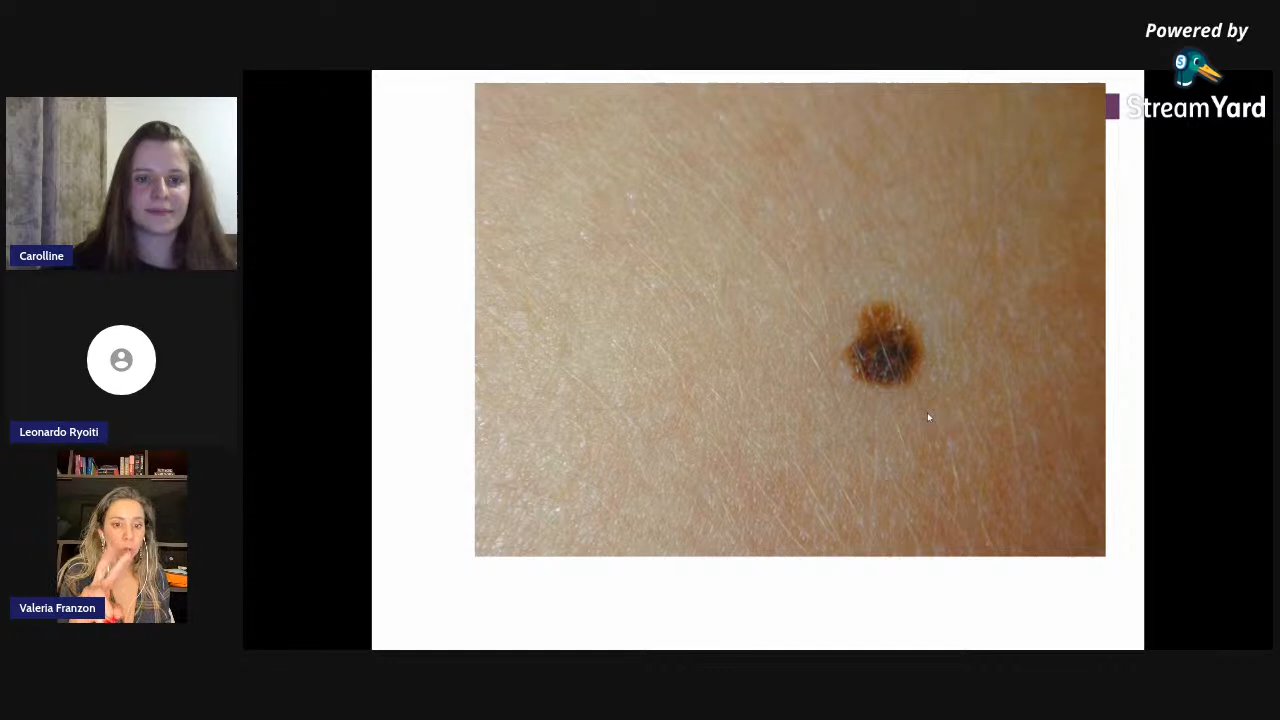 Powered by
StreamYard
Carolline
Leonardo Ryoiti
Valeria Franzon